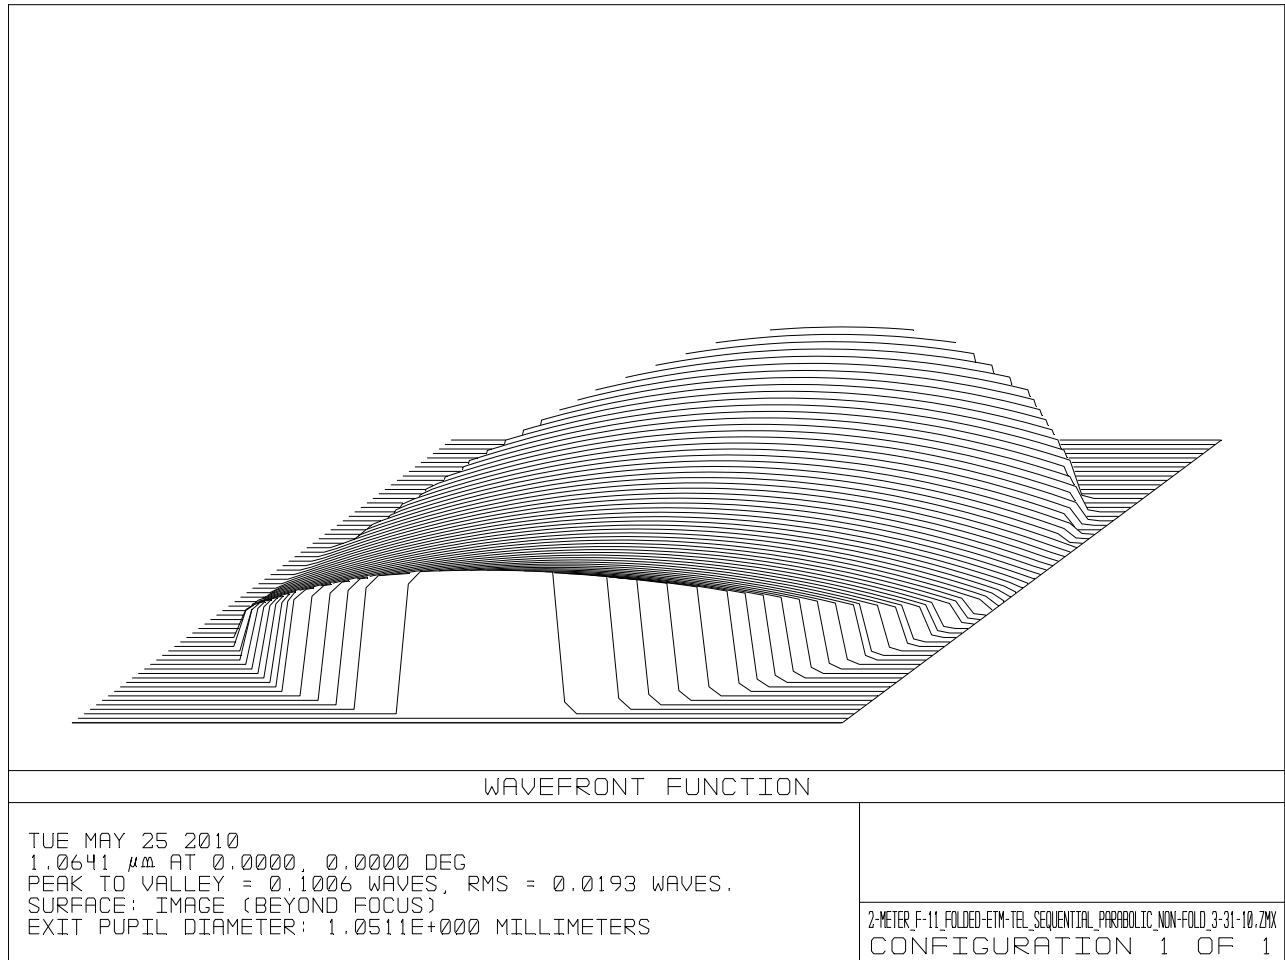 WAVEFRONT FUNCTION
TUE MAY 25 2010
1.0641 µm AT 0.0000, 0.0000 DEG
PEAK TO VALLEY = 0.1006 WAVES, RMS = 0.0193 WAVES.
SURFACE: IMAGE (BEYOND FOCUS)
EXIT PUPIL DIAMETER: 1.0511E+000 MILLIMETERS
2-METER_F-11_FOLDED-ETM-TEL_SEQUENTIAL_PARABOLIC_NON-FOLD_3-31-10.ZMX
CONFIGURATION 1 OF 1